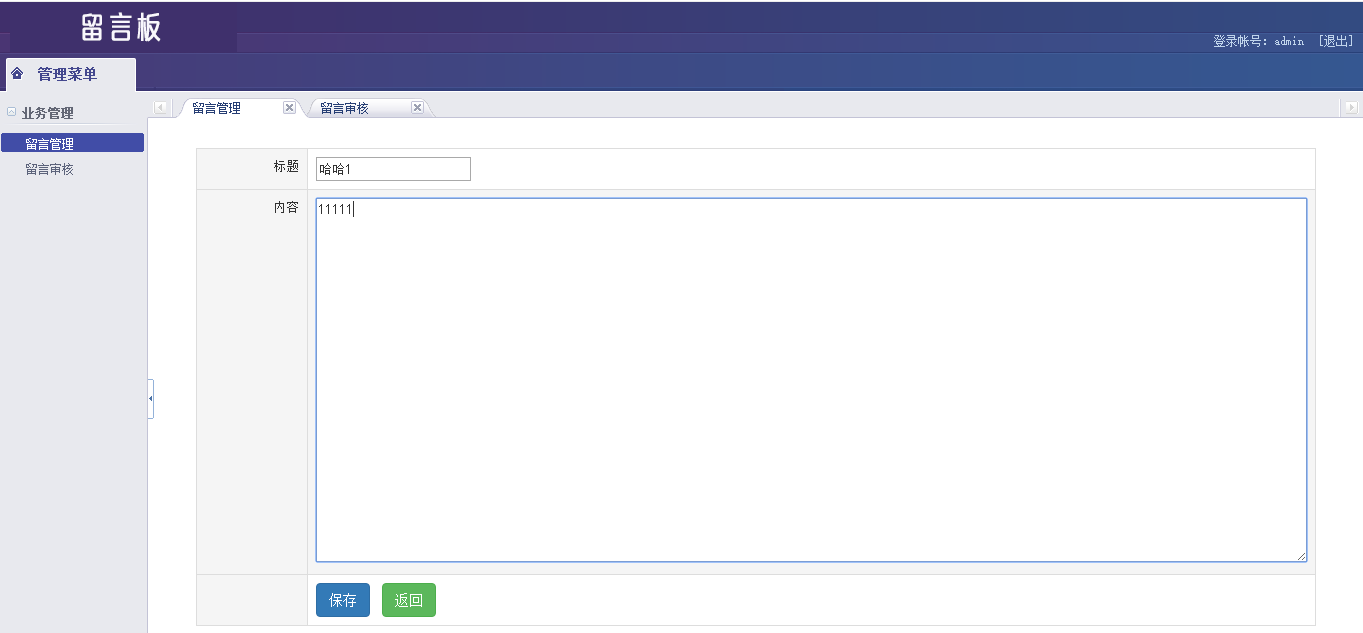 留言板
登录帐号: admin [退出]
管理菜单
业务管理
留言管理
留言审核
留言管理
留言审核
标题
哈哈1
内容
11111
保存
返回